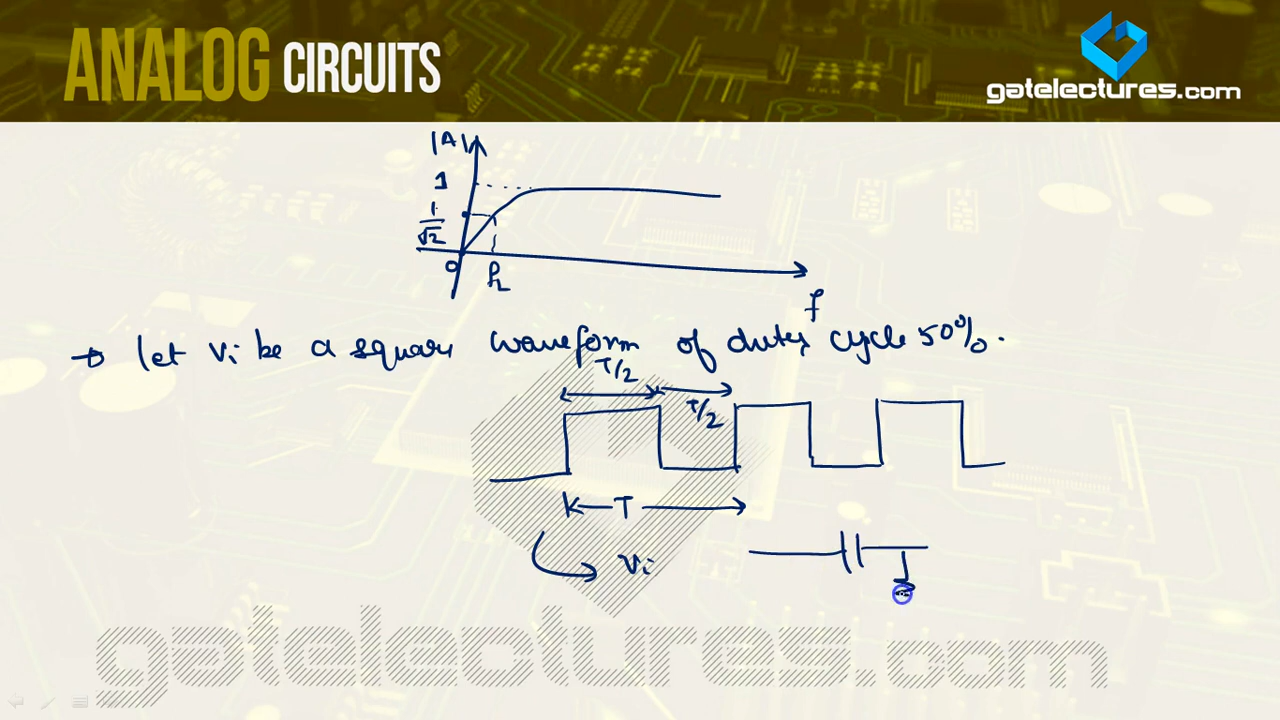 ANALOG CIRCUITS
gatelectures.com
|A|
1
1/√2
0
fL
f
→ let Vi be a square waveform of duty cycle 50%.
T/2
T/2
T
Vi
gatelectures.com